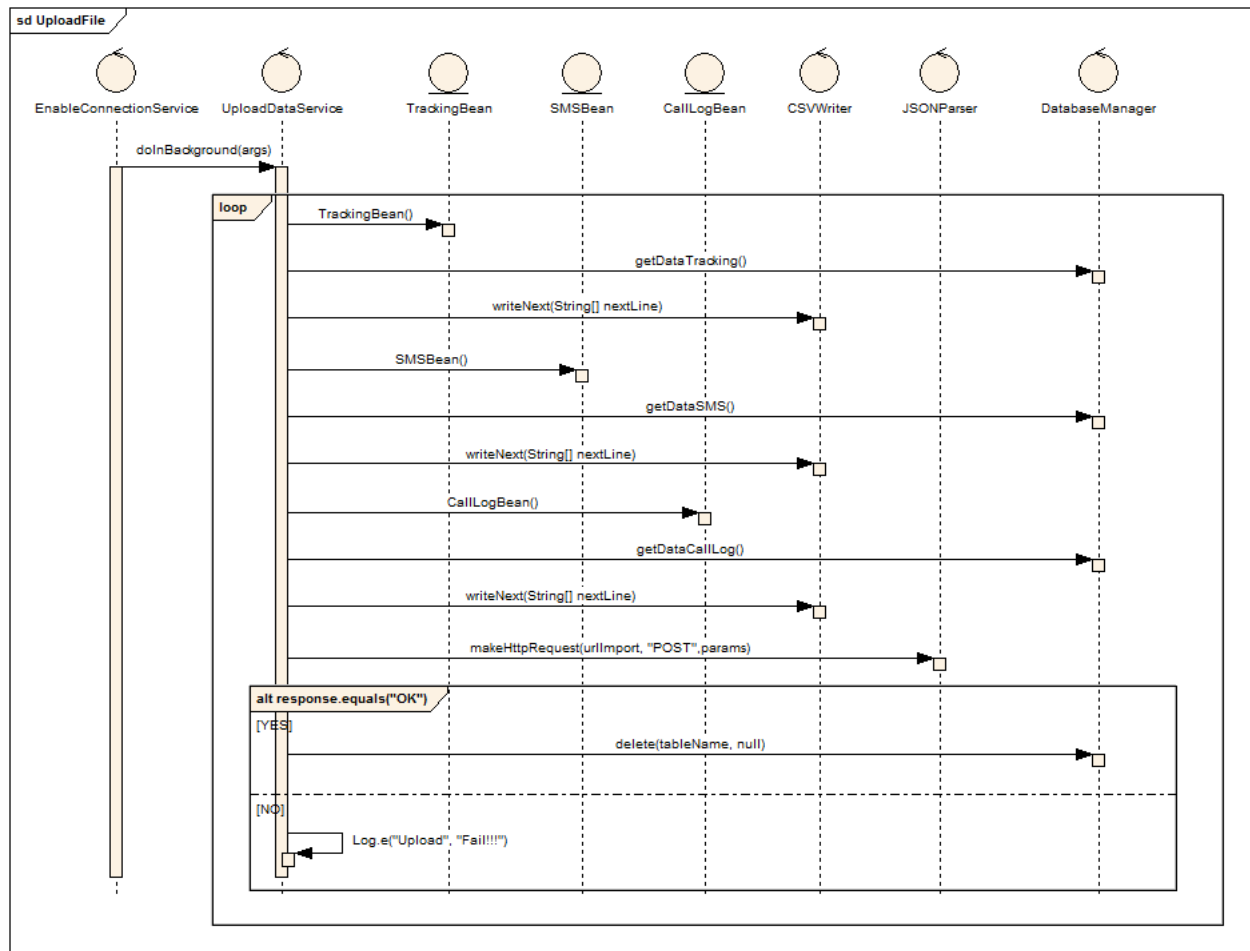 sd UploadFile
EnableConnectionService UploadDataService TrackingBean SMSBean CallLogBean CSVWriter JSONParser DatabaseManager
doInBackground(args)
loop
TrackingBean()
getDataTracking()
writeNext(String[] nextLine)
SMSBean()
getDataSMS()
writeNext(String[] nextLine)
CallLogBean()
getDataCallLog()
writeNext(String[] nextLine)
makeHttpRequest(urlImport, "POST",params)
alt response.equals("OK")
[YES]
delete(tableName, null)
[NO]
Log.e("Upload", "Fail!!!")